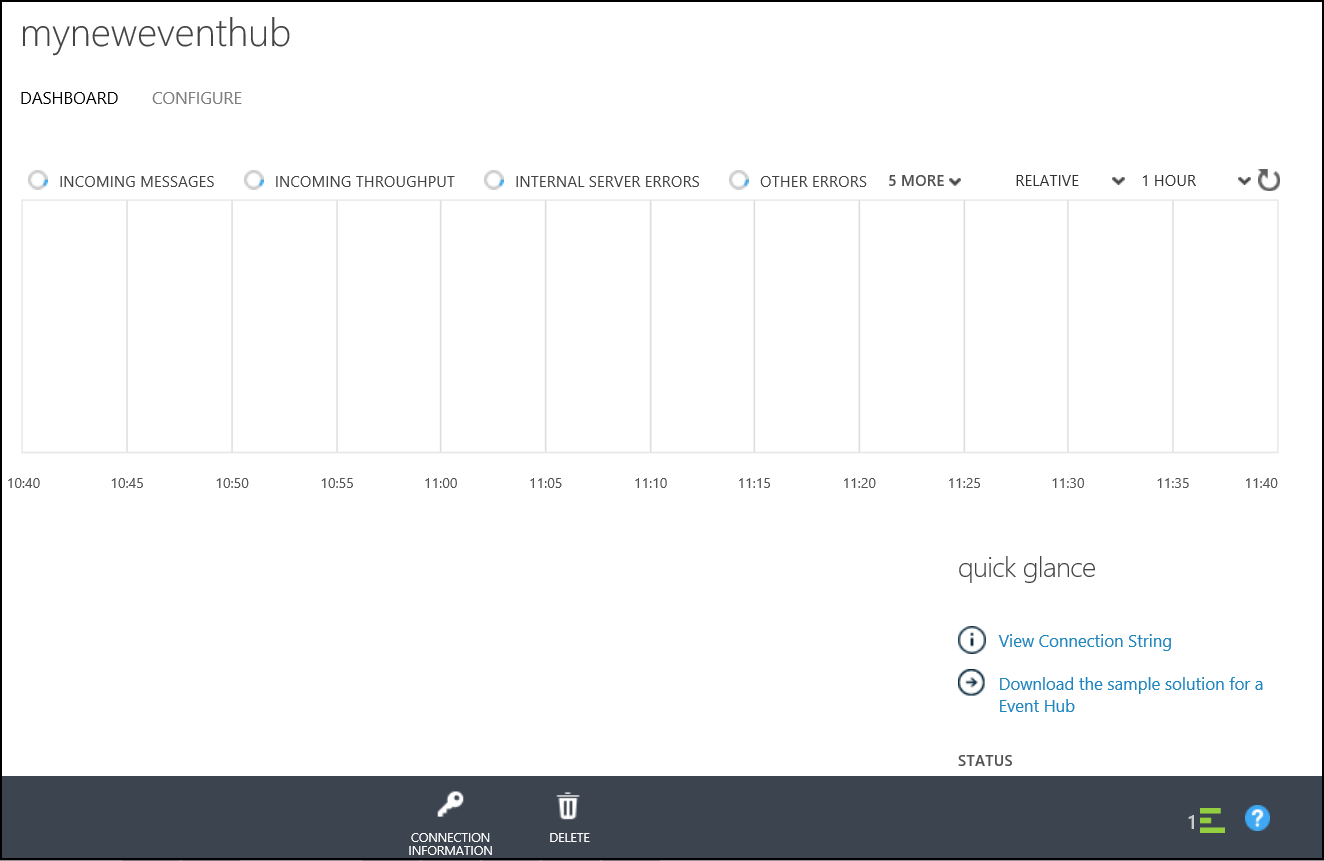 myneweventhub
DASHBOARD CONFIGURE
INCOMING MESSAGES INCOMING THROUGHPUT INTERNAL SERVER ERRORS OTHER ERRORS 5 MORE RELATIVE 1 HOUR
10:40 10:45 10:50 10:55 11:00 11:05 11:10 11:15 11:20 11:25 11:30 11:35 11:40
quick glance
View Connection String
Download the sample solution for a
Event Hub
STATUS
CONNECTION
INFORMATION
DELETE
1
?